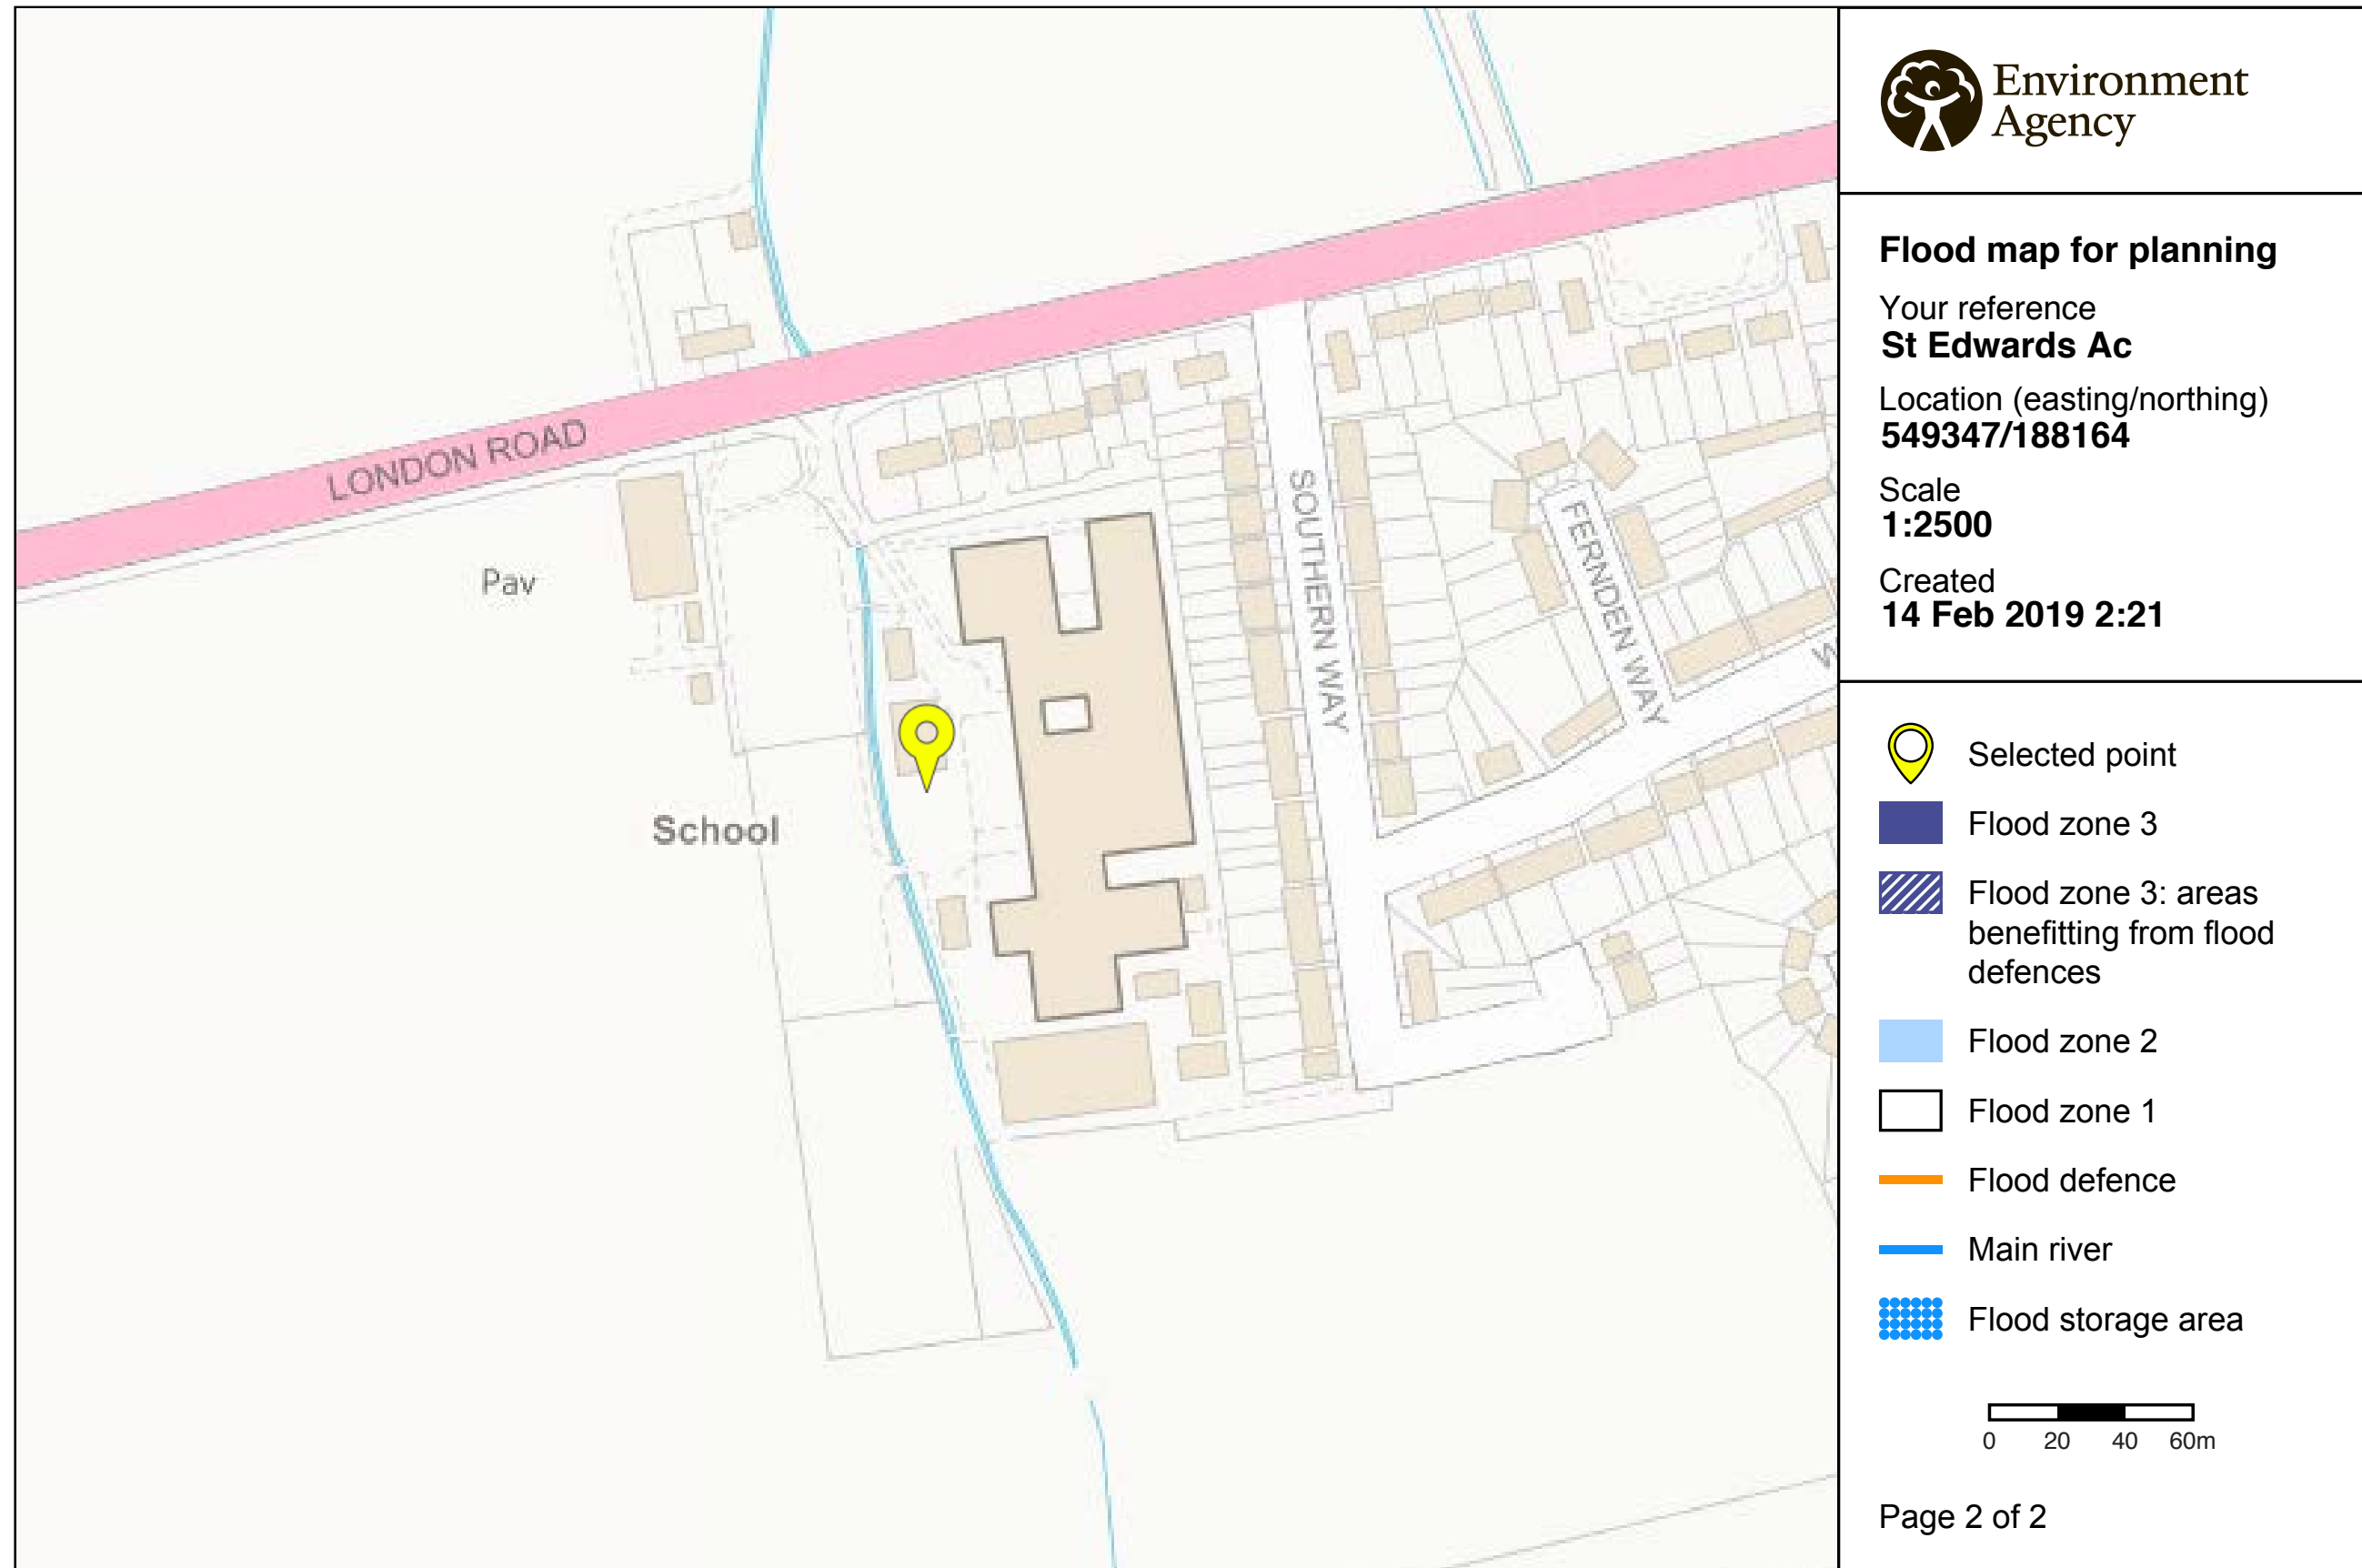 LONDON ROAD
Pav
School
SOUTHERN WAY
FERNDEN WAY
W
Environment
Agency
Flood map for planning
Your reference
St Edwards Ac
Location (easting/northing)
549347/188164
Scale
1:2500
Created
14 Feb 2019 2:21
Selected point
Flood zone 3
Flood zone 3: areas
benefitting from flood
defences
Flood zone 2
Flood zone 1
Flood defence
Main river
Flood storage area
0 20 40 60m
Page 2 of 2